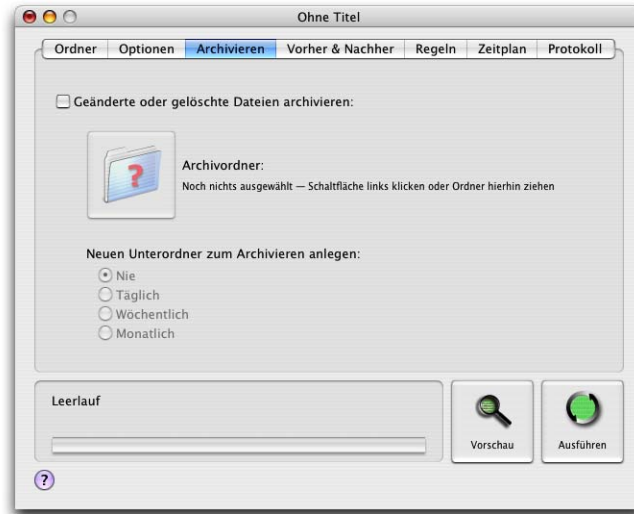 Ohne Titel
Ordner Optionen Archivieren Vorher & Nachher Regeln Zeitplan Protokoll
Geänderte oder gelöschte Dateien archivieren:
?
Archivordner:
Noch nichts ausgewählt — Schaltfläche links klicken oder Ordner hierhin ziehen
Neuen Unterordner zum Archivieren anlegen:
Nie
Täglich
Wöchentlich
Monatlich
Leerlauf
Vorschau Ausführen
?